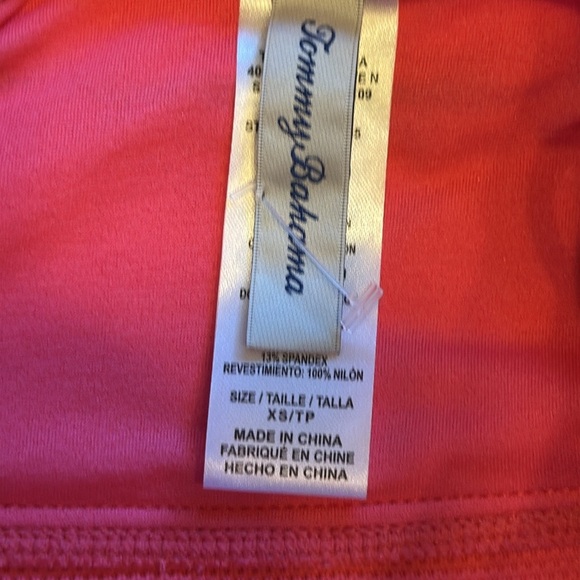 Tommy Bahama
13% SPANDEX
REVESTIMIENTO: 100% NILÓN
SIZE / TAILLE / TALLA
XS/TP
MADE IN CHINA
FABRIQUÉ EN CHINE
HECHO EN CHINA